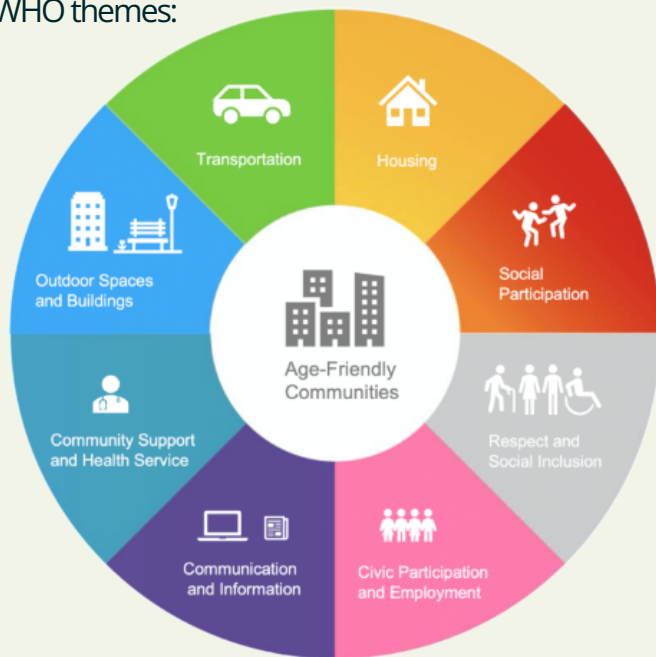 WHO themes:
Transportation
Housing
Social
Participation
Respect and
Social Inclusion
Civic Participation
and Employment
Communication
and Information
Community Support
and Health Service
Outdoor Spaces
and Buildings
Age-Friendly
Communities